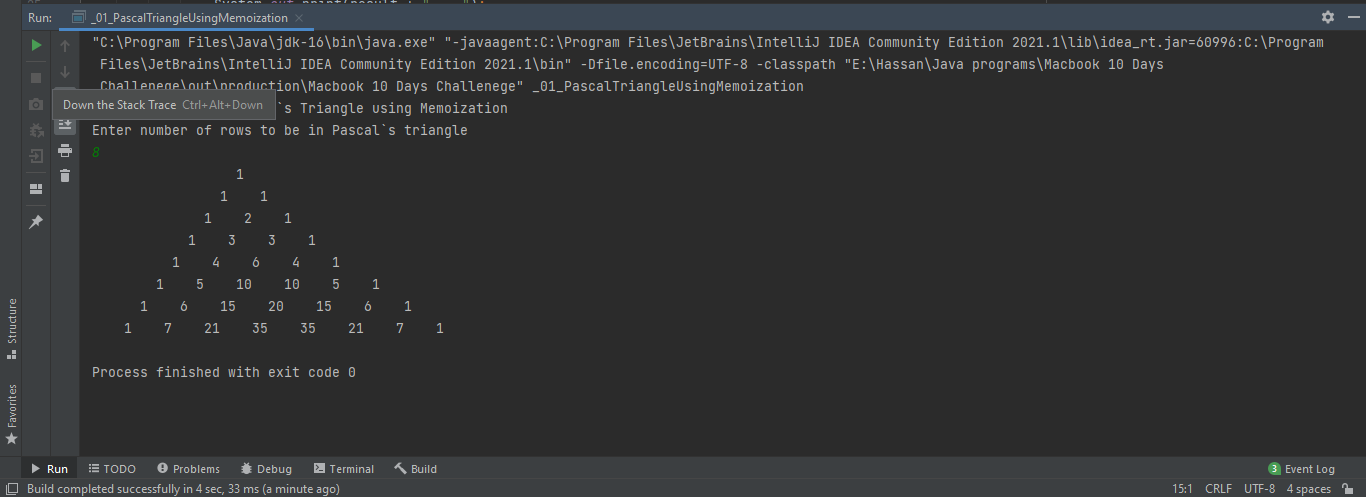 Run: _01_PascalTriangleUsingMemoization
"C:\Program Files\Java\jdk-16\bin\java.exe" "-javaagent:C:\Program Files\JetBrains\IntelliJ IDEA Community Edition 2021.1\lib\idea_rt.jar=60996:C:\Program
Files\JetBrains\IntelliJ IDEA Community Edition 2021.1\bin" -Dfile.encoding=UTF-8 -classpath "E:\Hassan\Java programs\Macbook 10 Days
Challenege\out\production\Macbook 10 Days Challenege" _01_PascalTriangleUsingMemoization
Down the Stack Trace Ctrl+Alt+Down
`s Triangle using Memoization
Enter number of rows to be in Pascal`s triangle
8
1
1 1
1 2 1
1 3 3 1
1 4 6 4 1
1 5 10 10 5 1
1 6 15 20 15 6 1
1 7 21 35 35 21 7 1
Process finished with exit code 0
Structure
Favorites
Run TODO Problems Debug Terminal Build 3 Event Log
Build completed successfully in 4 sec, 33 ms (a minute ago) 15:1 CRLF UTF-8 4 spaces